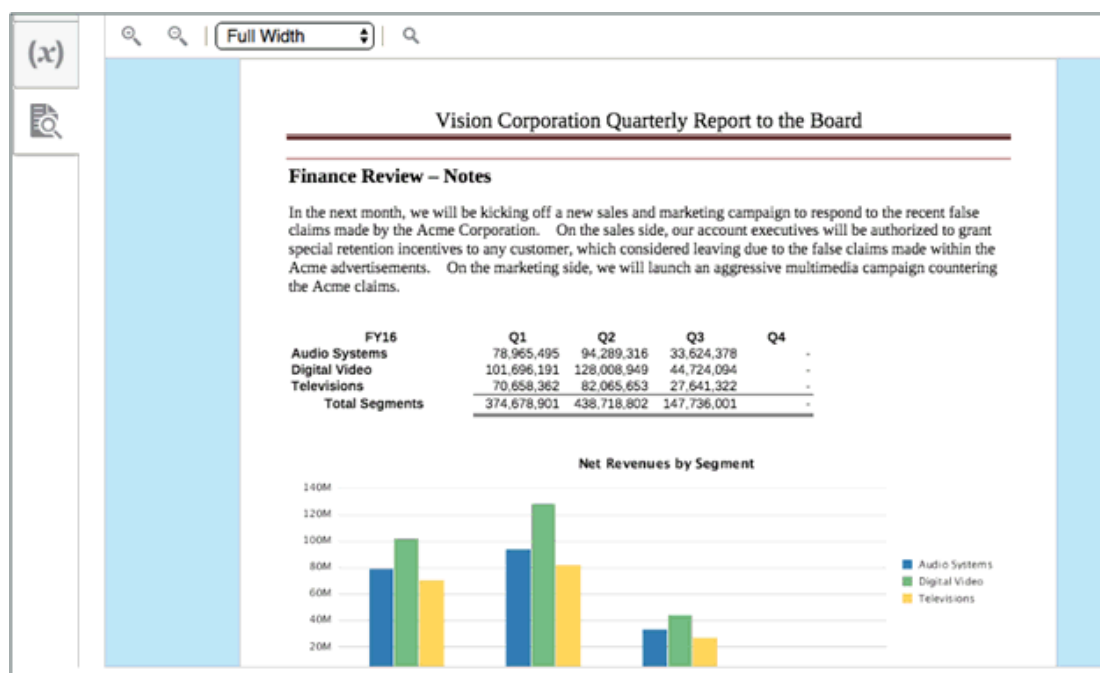 (x)
Full Width
Vision Corporation Quarterly Report to the Board
Finance Review – Notes
In the next month, we will be kicking off a new sales and marketing campaign to respond to the recent false
claims made by the Acme Corporation. On the sales side, our account executives will be authorized to grant
special retention incentives to any customer, which considered leaving due to the false claims made within the
Acme advertisements. On the marketing side, we will launch an aggressive multimedia campaign countering
the Acme claims.
FY16 Q1 Q2 Q3 Q4
Audio Systems 78,965,495 94,289,316 33,624,378 -
Digital Video 101,696,191 128,008,949 44,724,094 -
Televisions 70,658,362 82,065,653 27,641,322 -
Total Segments 374,678,901 438,718,802 147,736,001 -
Net Revenues by Segment
140M
120M
100M
80M
60M
40M
20M
Audio Systems
Digital Video
Televisions